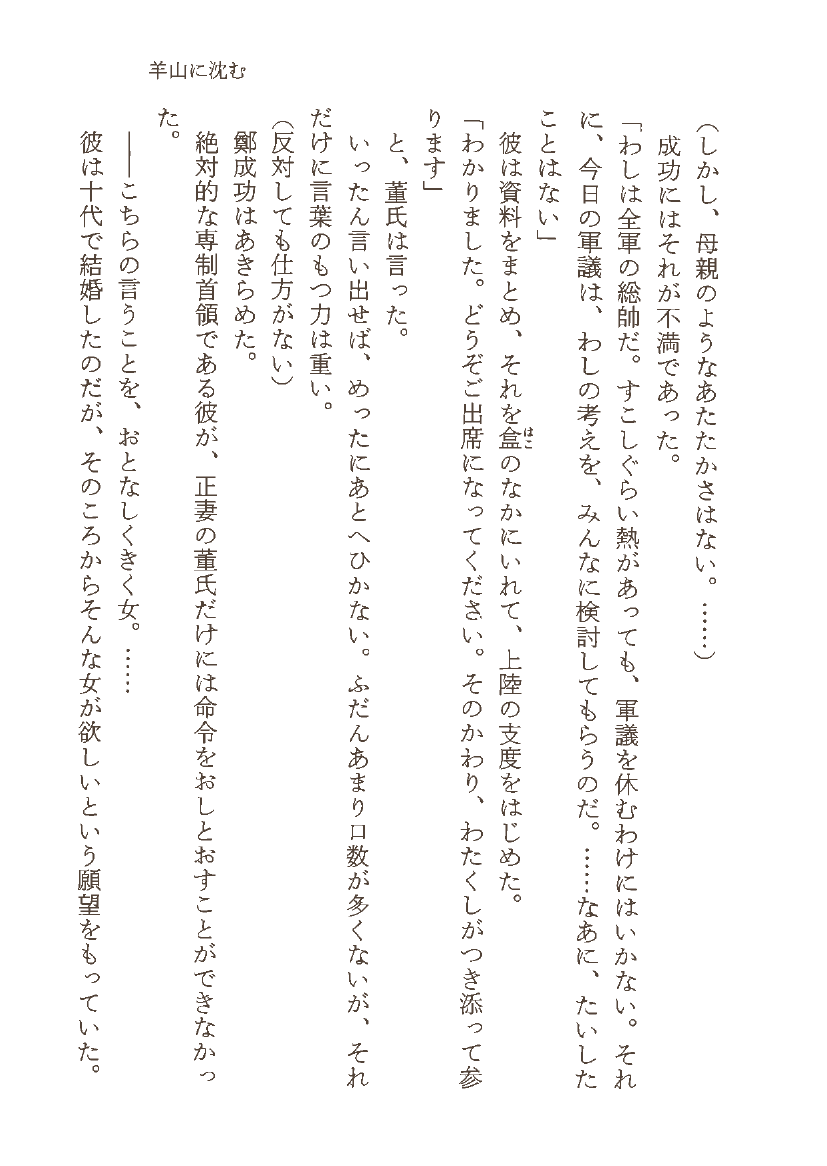 羊山に沈む
（しかし、母親のようなあたたかさはない。……）
成功にはそれが不満であった。
「わしは全軍の総帥だ。すこしぐらい熱があっても、軍議を休むわけにはいかない。それ
に、今日の軍議は、わしの考えを、みんなに検討してもらうのだ。……なあに、たいした
ことはない」
彼は資料をまとめ、それを盒はこのなかにいれて、上陸の支度をはじめた。
「わかりました。どうぞご出席になってください。そのかわり、わたくしがつき添って参
ります」
と、董氏は言った。
いったん言い出せば、めったにあとへひかない。ふだんあまり口数が多くないが、それ
だけに言葉のもつ力は重い。
（反対しても仕方がない）
鄭成功はあきらめた。
絶対的な専制首領である彼が、正妻の董氏だけには命令をおしとおすことができなかっ
た。
――こちらの言うことを、おとなしくきく女。……
彼は十代で結婚したのだが、そのころからそんな女が欲しいという願望をもっていた。